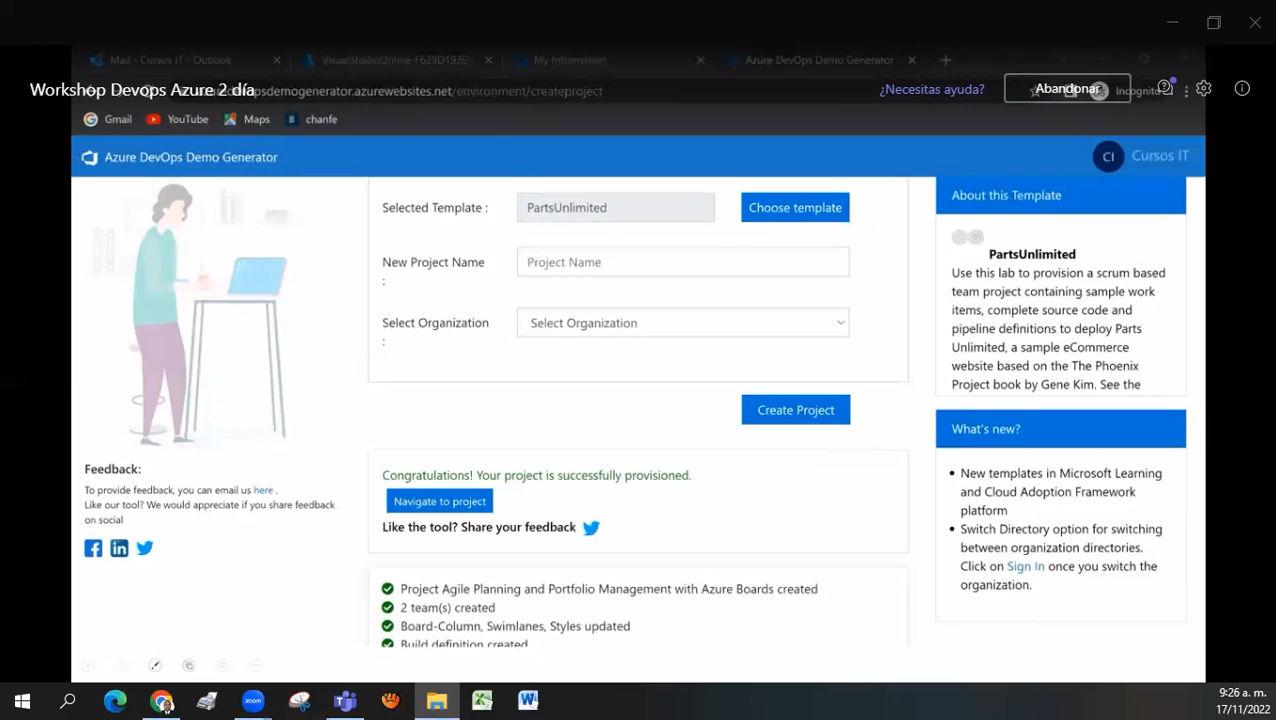 Mail - Cursos IT - Outlook
VisualStudioOnline-F629D1939
My Information
Azure DevOps Demo Generator
Workshop Devops Azure 2 día
opsdemogenerator.azurewebsites.net/environment/createproject
¿Necesitas ayuda?
Abandonar
Incognito
Gmail
YouTube
Maps
chanfe
Azure DevOps Demo Generator
CI
Cursos IT
Selected Template :
PartsUnlimited
Choose template
New Project Name
:
Project Name
Select Organization
:
Select Organization
Create Project
About this Template
PartsUnlimited
Use this lab to provision a scrum based
team project containing sample work
items, complete source code and
pipeline definitions to deploy Parts
Unlimited, a sample eCommerce
website based on the The Phoenix
Project book by Gene Kim. See the
What's new?
New templates in Microsoft Learning
and Cloud Adoption Framework
platform
Switch Directory option for switching
between organization directories.
Click on Sign In once you switch the
organization.
Feedback:
To provide feedback, you can email us here .
Like our tool? We would appreciate if you share feedback
on social
Congratulations! Your project is successfully provisioned.
Navigate to project
Like the tool? Share your feedback
Project Agile Planning and Portfolio Management with Azure Boards created
2 team(s) created
Board-Column, Swimlanes, Styles updated
Build definition created
9:26 a. m.
17/11/2022